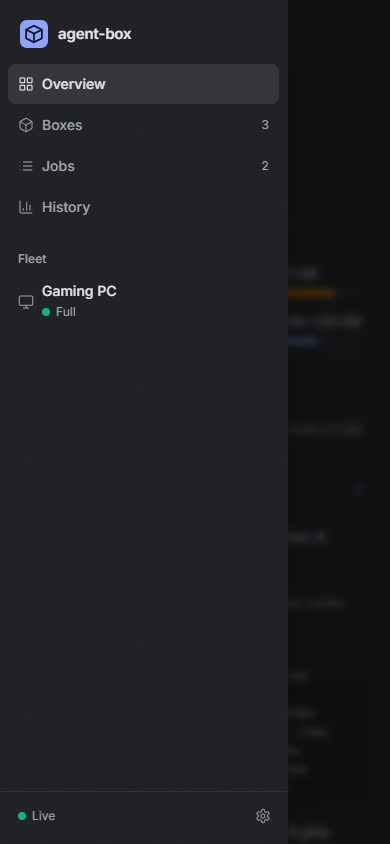 agent-box
Overview
Boxes 3
Jobs 2
History
Fleet
Gaming PC
Full
Live